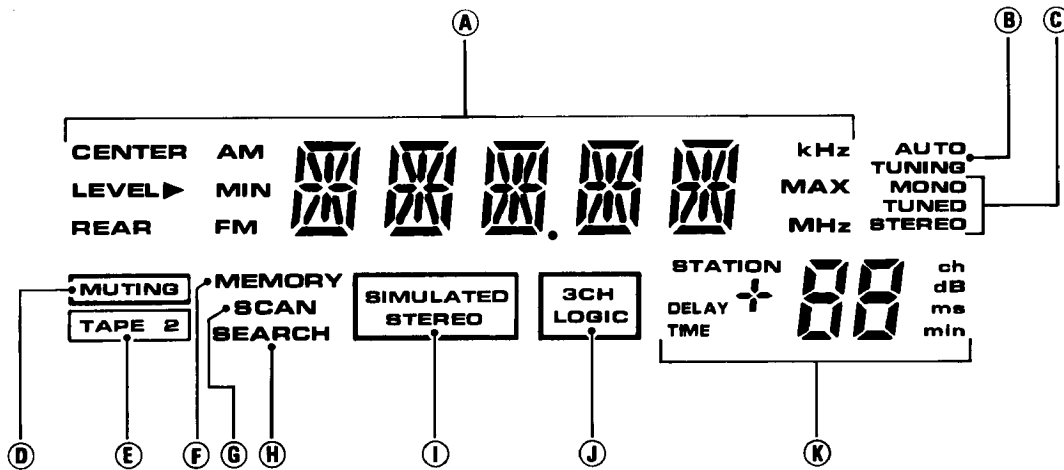 A
B
C
CENTER AM kHz AUTO
TUNING
LEVEL▶ MIN MAX MONO
TUNED
REAR FM . MHz STEREO
MUTING MEMORY SIMULATED STEREO 3CH LOGIC STATION + 88 ch
dB
TAPE 2 SCAN DELAY ms
SEARCH TIME min
D
E
F
G
H
I
J
K